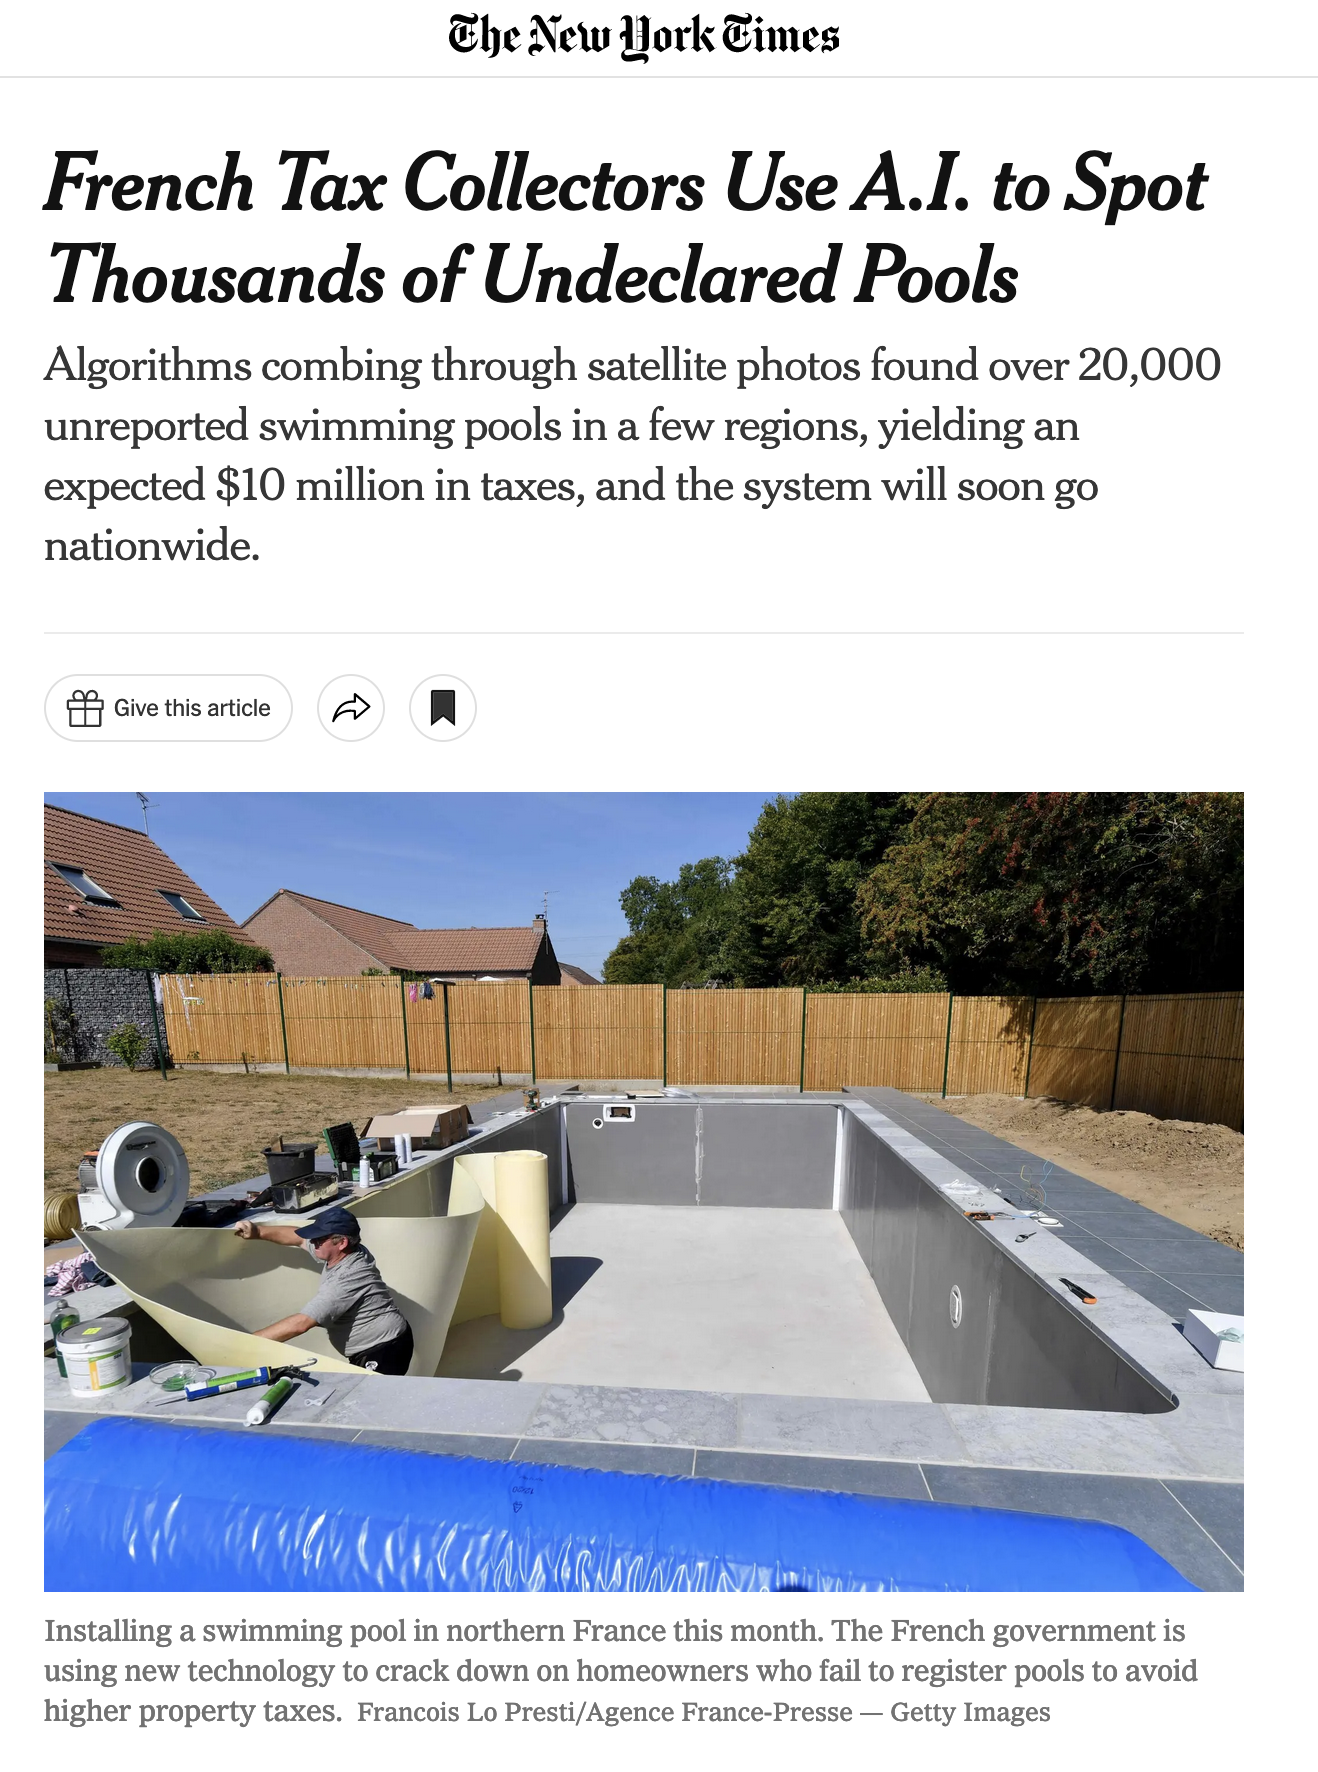 The New York Times
French Tax Collectors Use A.I. to Spot
Thousands of Undeclared Pools
Algorithms combing through satellite photos found over 20,000
unreported swimming pools in a few regions, yielding an
expected $10 million in taxes, and the system will soon go
nationwide.
Give this article
Installing a swimming pool in northern France this month. The French government is
using new technology to crack down on homeowners who fail to register pools to avoid
higher property taxes. Francois Lo Presti/Agence France-Presse — Getty Images